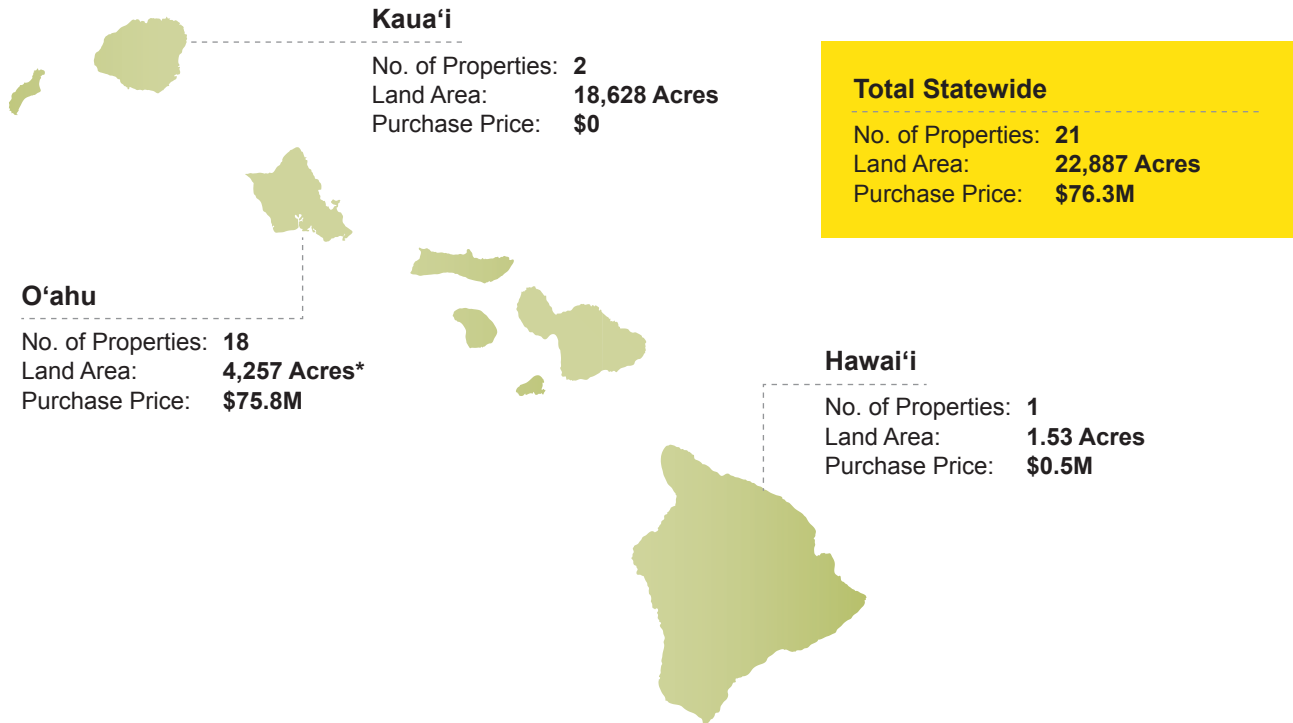 Kaua‘i
No. of Properties: 2
Land Area: 18,628 Acres
Purchase Price: $0
Total Statewide
No. of Properties: 21
Land Area: 22,887 Acres
Purchase Price: $76.3M
O‘ahu
No. of Properties: 18
Land Area: 4,257 Acres*
Purchase Price: $75.8M
Hawai‘i
No. of Properties: 1
Land Area: 1.53 Acres
Purchase Price: $0.5M